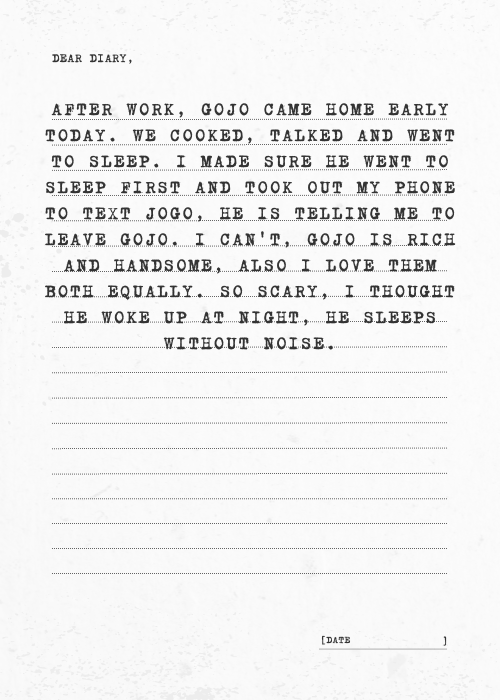 DEAR DIARY,
AFTER WORK, GOJO CAME HOME EARLY
TODAY. WE COOKED, TALKED AND WENT
TO SLEEP. I MADE SURE HE WENT TO
SLEEP FIRST AND TOOK OUT MY PHONE
TO TEXT JOGO, HE IS TELLING ME TO
LEAVE GOJO. I CAN'T, GOJO IS RICH
AND HANDSOME, ALSO I LOVE THEM
BOTH EQUALLY. SO SCARY, I THOUGHT
HE WOKE UP AT NIGHT, HE SLEEPS
WITHOUT NOISE.
[DATE ]